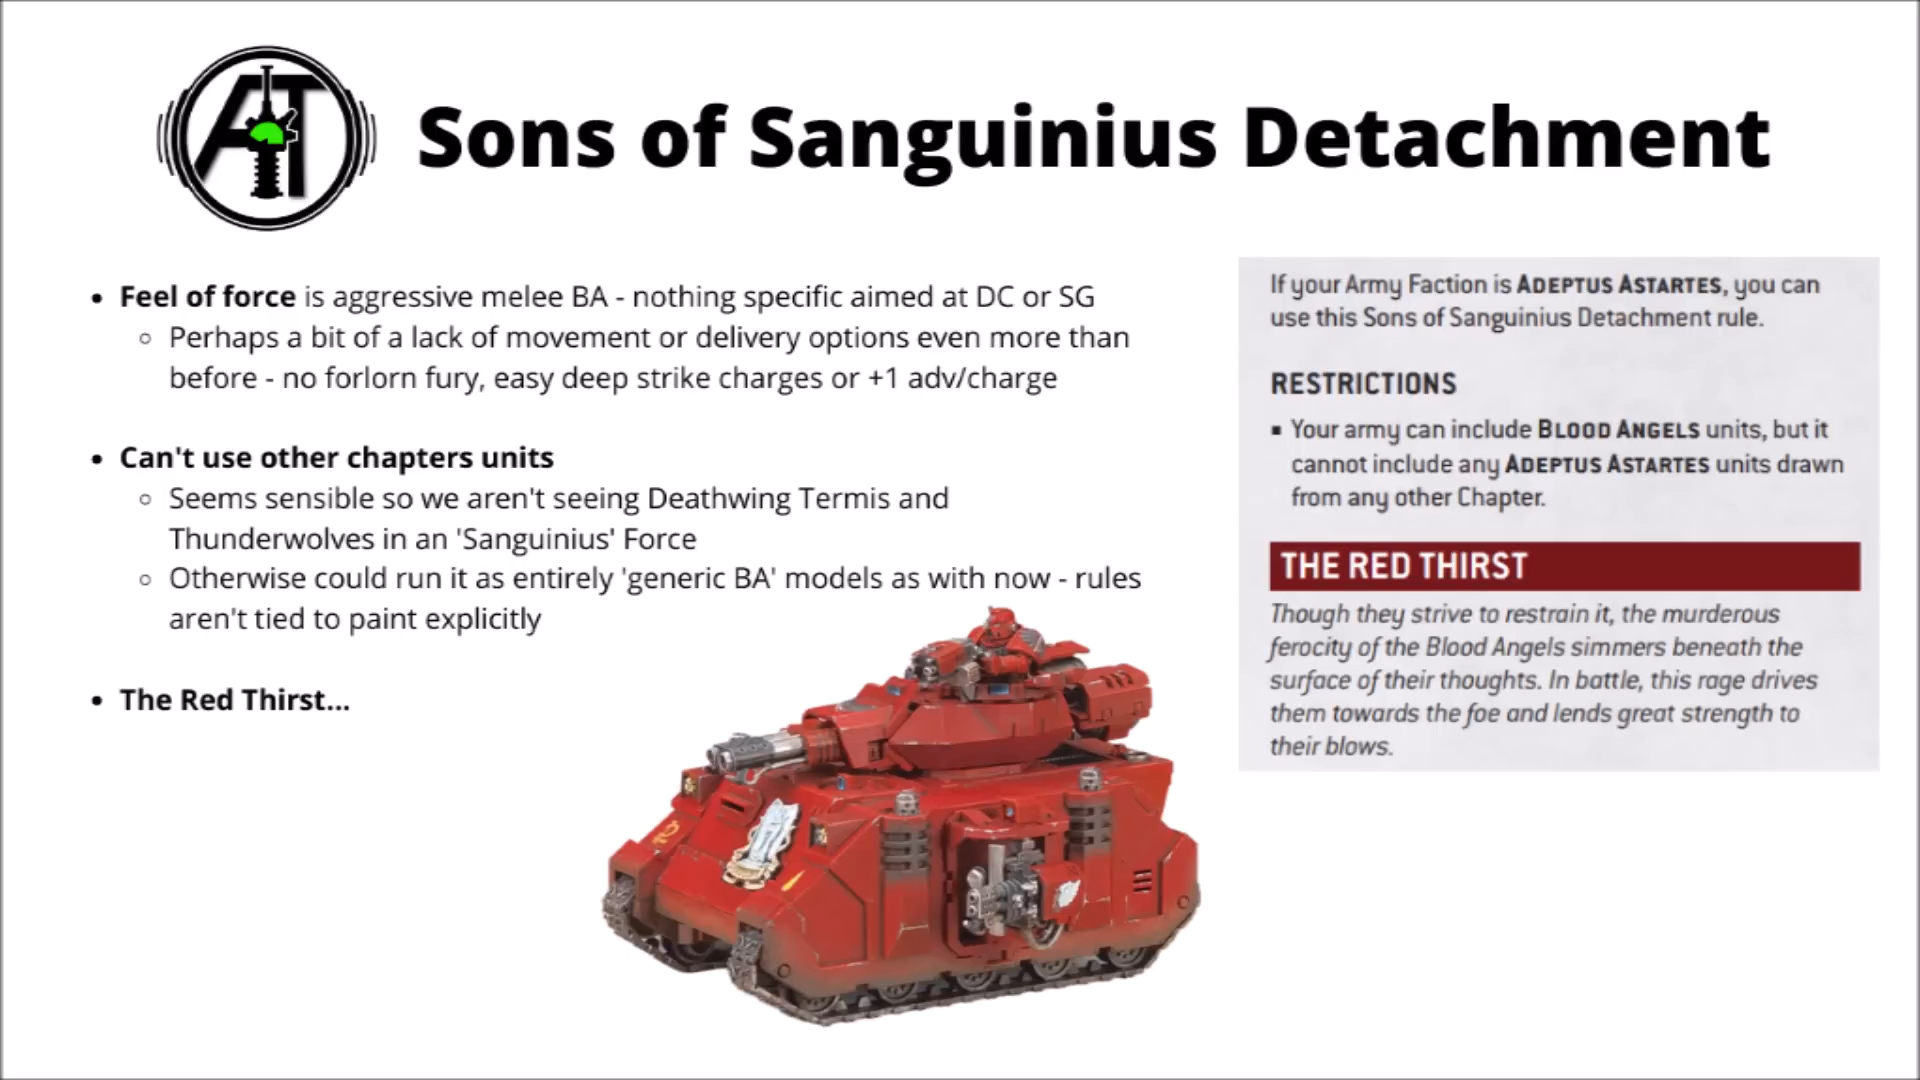 AT
Sons of Sanguinius Detachment
• Feel of force is aggressive melee BA - nothing specific aimed at DC or SG
○ Perhaps a bit of a lack of movement or delivery options even more than
before - no forlorn fury, easy deep strike charges or +1 adv/charge
• Can't use other chapters units
○ Seems sensible so we aren't seeing Deathwing Termis and
Thunderwolves in an 'Sanguinius' Force
○ Otherwise could run it as entirely 'generic BA' models as with now - rules
aren't tied to paint explicitly
• The Red Thirst...
If your Army Faction is ADEPTUS ASTARTES, you can
use this Sons of Sanguinius Detachment rule.
RESTRICTIONS
▪ Your army can include BLOOD ANGELS units, but it
cannot include any ADEPTUS ASTARTES units drawn
from any other Chapter.
THE RED THIRST
Though they strive to restrain it, the murderous
ferocity of the Blood Angels simmers beneath the
surface of their thoughts. In battle, this rage drives
them towards the foe and lends great strength to
their blows.